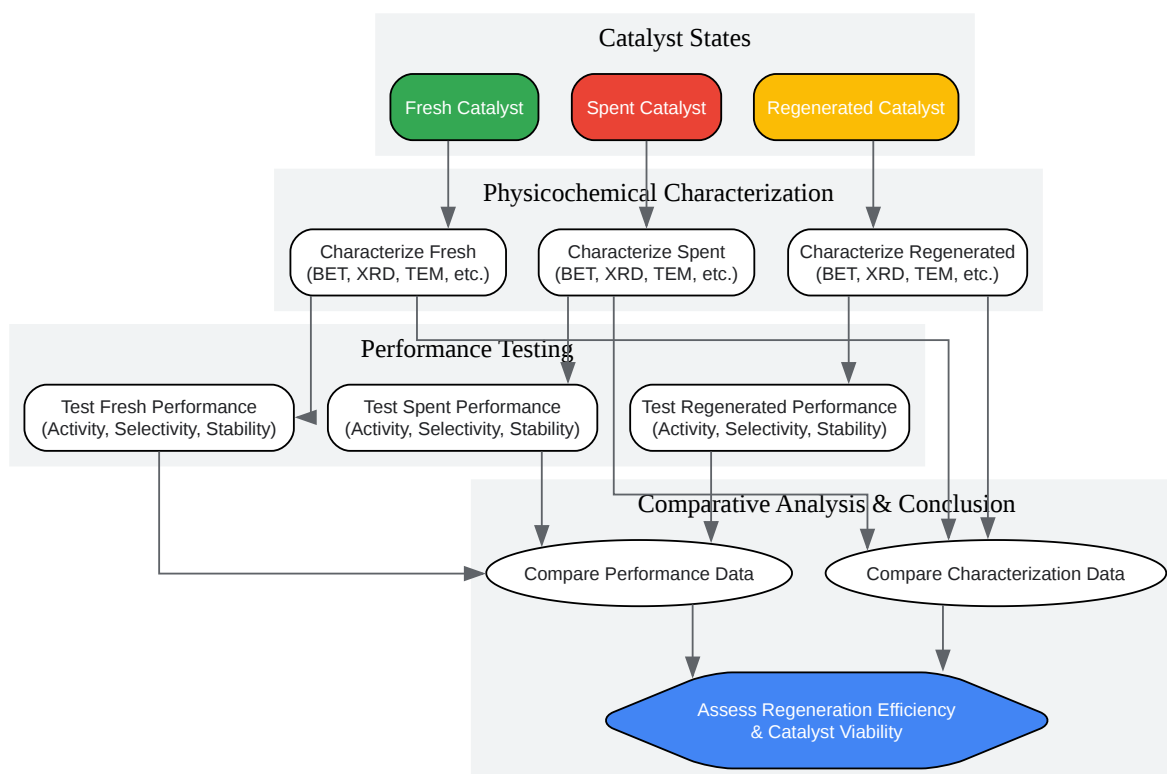 Catalyst States
Fresh Catalyst
Spent Catalyst
Regenerated Catalyst
Physicochemical Characterization
Characterize Fresh
(BET, XRD, TEM, etc.)
Characterize Spent
(BET, XRD, TEM, etc.)
Characterize Regenerated
(BET, XRD, TEM, etc.)
Performance Testing
Test Fresh Performance
(Activity, Selectivity, Stability)
Test Spent Performance
(Activity, Selectivity, Stability)
Test Regenerated Performance
(Activity, Selectivity, Stability)
Comparative Analysis & Conclusion
Compare Performance Data
Compare Characterization Data
Assess Regeneration Efficiency
& Catalyst Viability